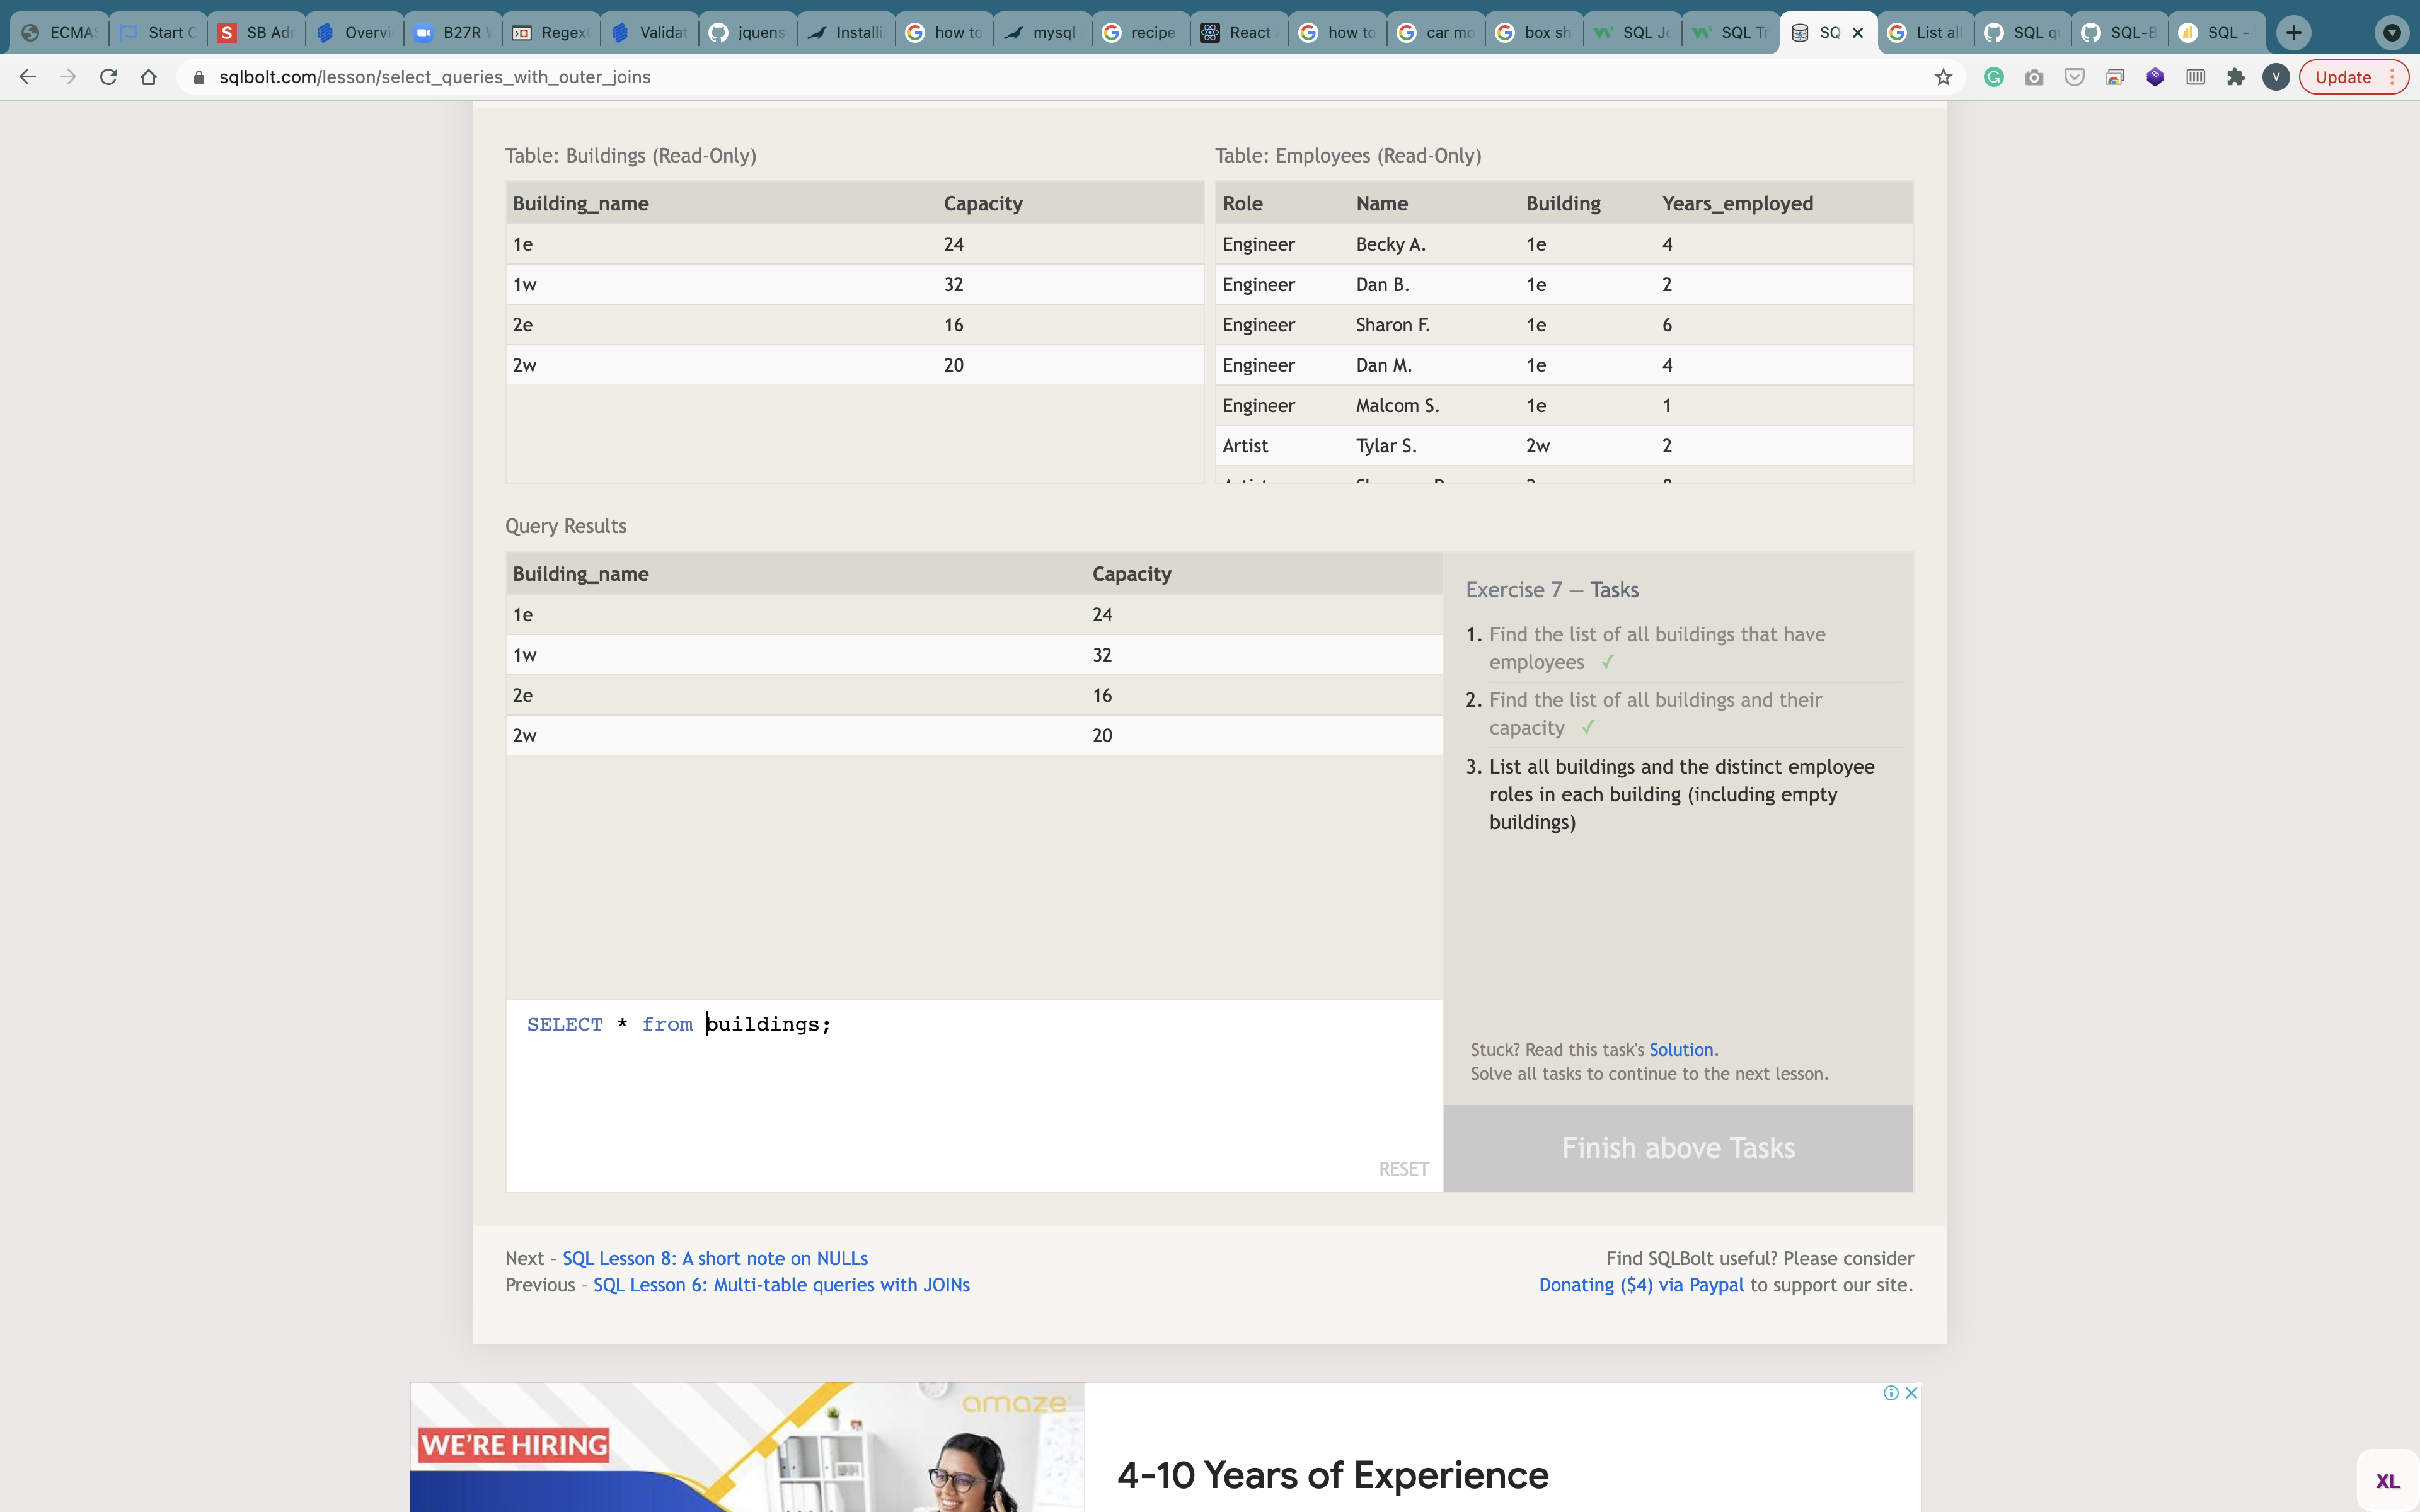 ECMA
Start C
SB Ad
Overvi
B27R
Regex
Validat
jquens
Installi
how to
mysql
recipe
React
how to
car mo
box sh
SQL Jo
SQL Tr
SQ
List all
SQL q
SQL-B
SQL -
sqlbolt.com/lesson/select_queries_with_outer_joins
V
Update
Table: Buildings (Read-Only)
Building_name Capacity
1e 24
1w 32
2e 16
2w 20
Table: Employees (Read-Only)
Role Name Building Years_employed
Engineer Becky A. 1e 4
Engineer Dan B. 1e 2
Engineer Sharon F. 1e 6
Engineer Dan M. 1e 4
Engineer Malcom S. 1e 1
Artist Tylar S. 2w 2
Query Results
Building_name Capacity
1e 24
1w 32
2e 16
2w 20
SELECT * from buildings;
RESET
Exercise 7 — Tasks
1. Find the list of all buildings that have
employees ✓
2. Find the list of all buildings and their
capacity ✓
3. List all buildings and the distinct employee
roles in each building (including empty
buildings)
Stuck? Read this task's Solution.
Solve all tasks to continue to the next lesson.
Finish above Tasks
Next – SQL Lesson 8: A short note on NULLs
Previous – SQL Lesson 6: Multi-table queries with JOINs
Find SQLBolt useful? Please consider
Donating ($4) via Paypal to support our site.
amaze
WE'RE HIRING
4-10 Years of Experience
XL